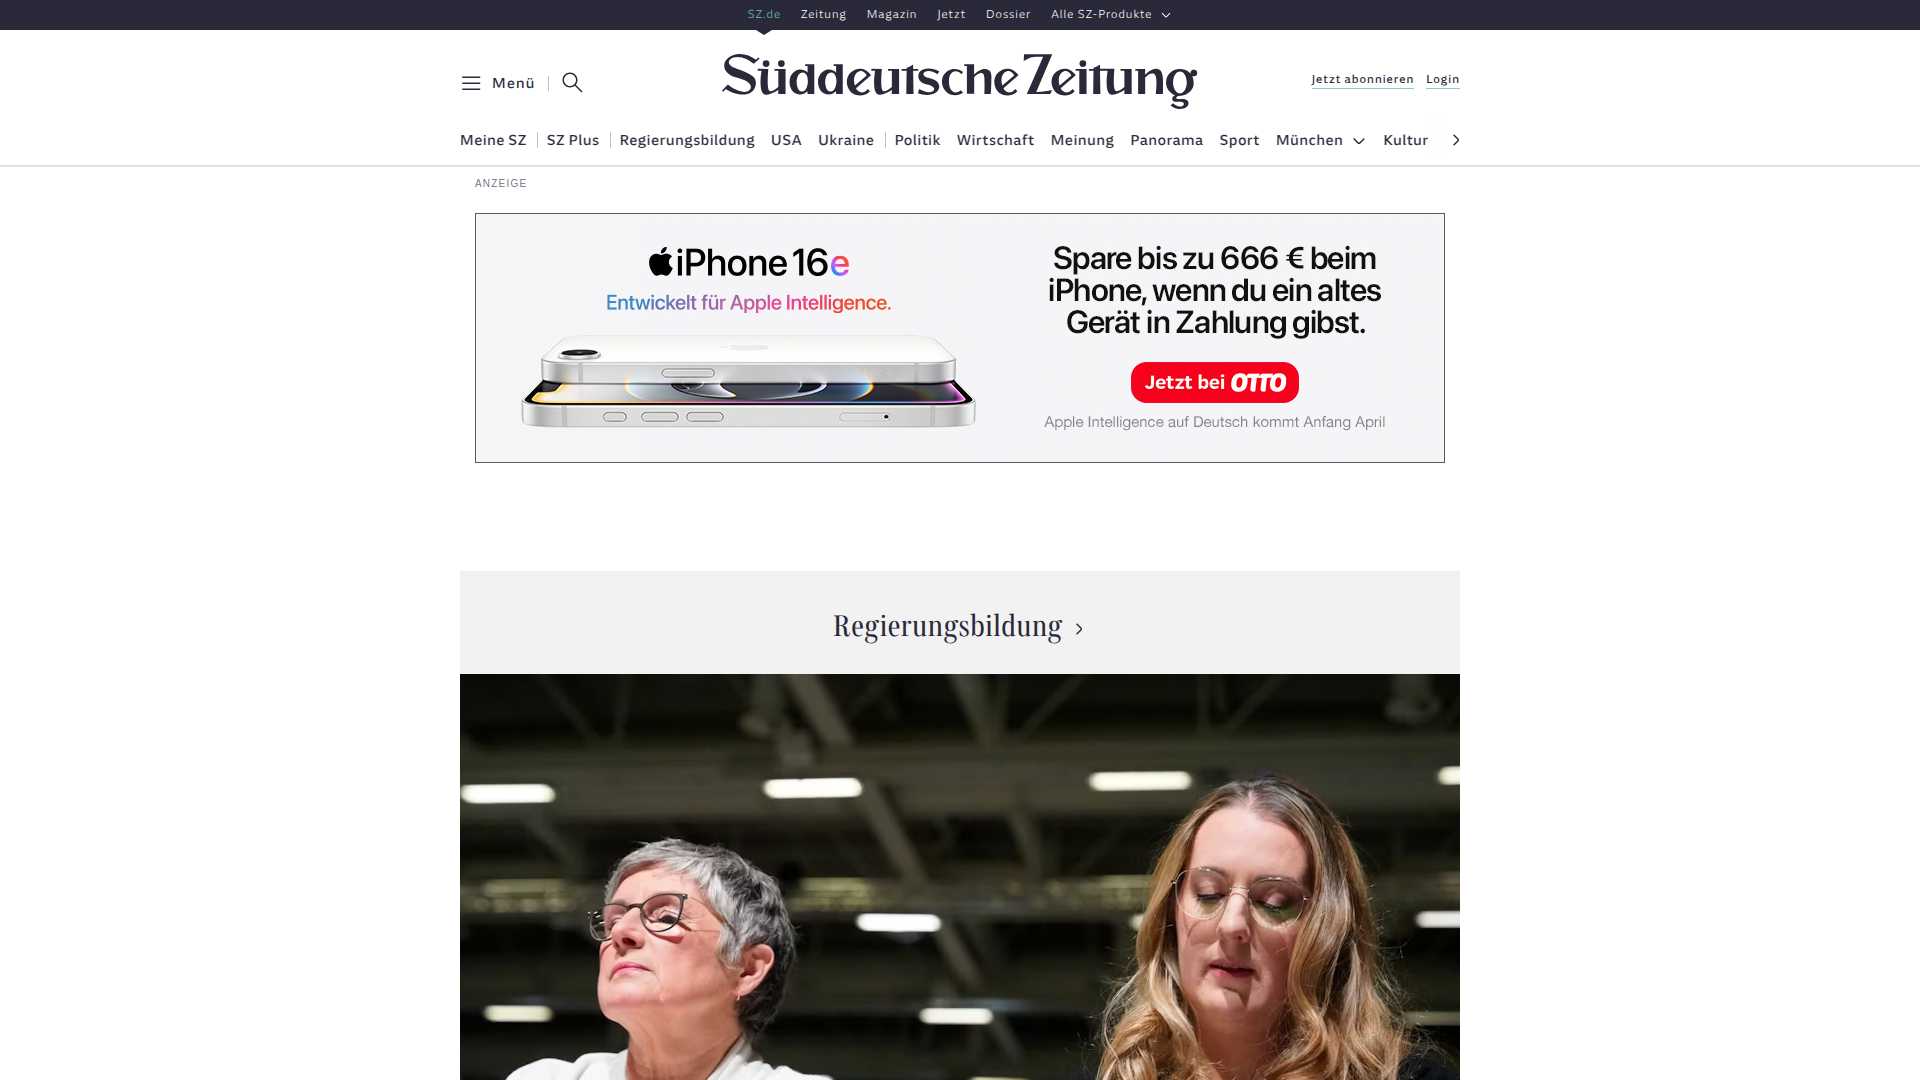 SZ.de Zeitung Magazin Jetzt Dossier Alle SZ-Produkte
Menü
Süddeutsche Zeitung
Jetzt abonnieren Login
Meine SZ SZ Plus Regierungsbildung USA Ukraine Politik Wirtschaft Meinung Panorama Sport München Kultur
ANZEIGE
iPhone 16e
Entwickelt für Apple Intelligence.
Spare bis zu 666 € beim
iPhone, wenn du ein altes
Gerät in Zahlung gibst.
Jetzt bei OTTO
Apple Intelligence auf Deutsch kommt Anfang April
Regierungsbildung